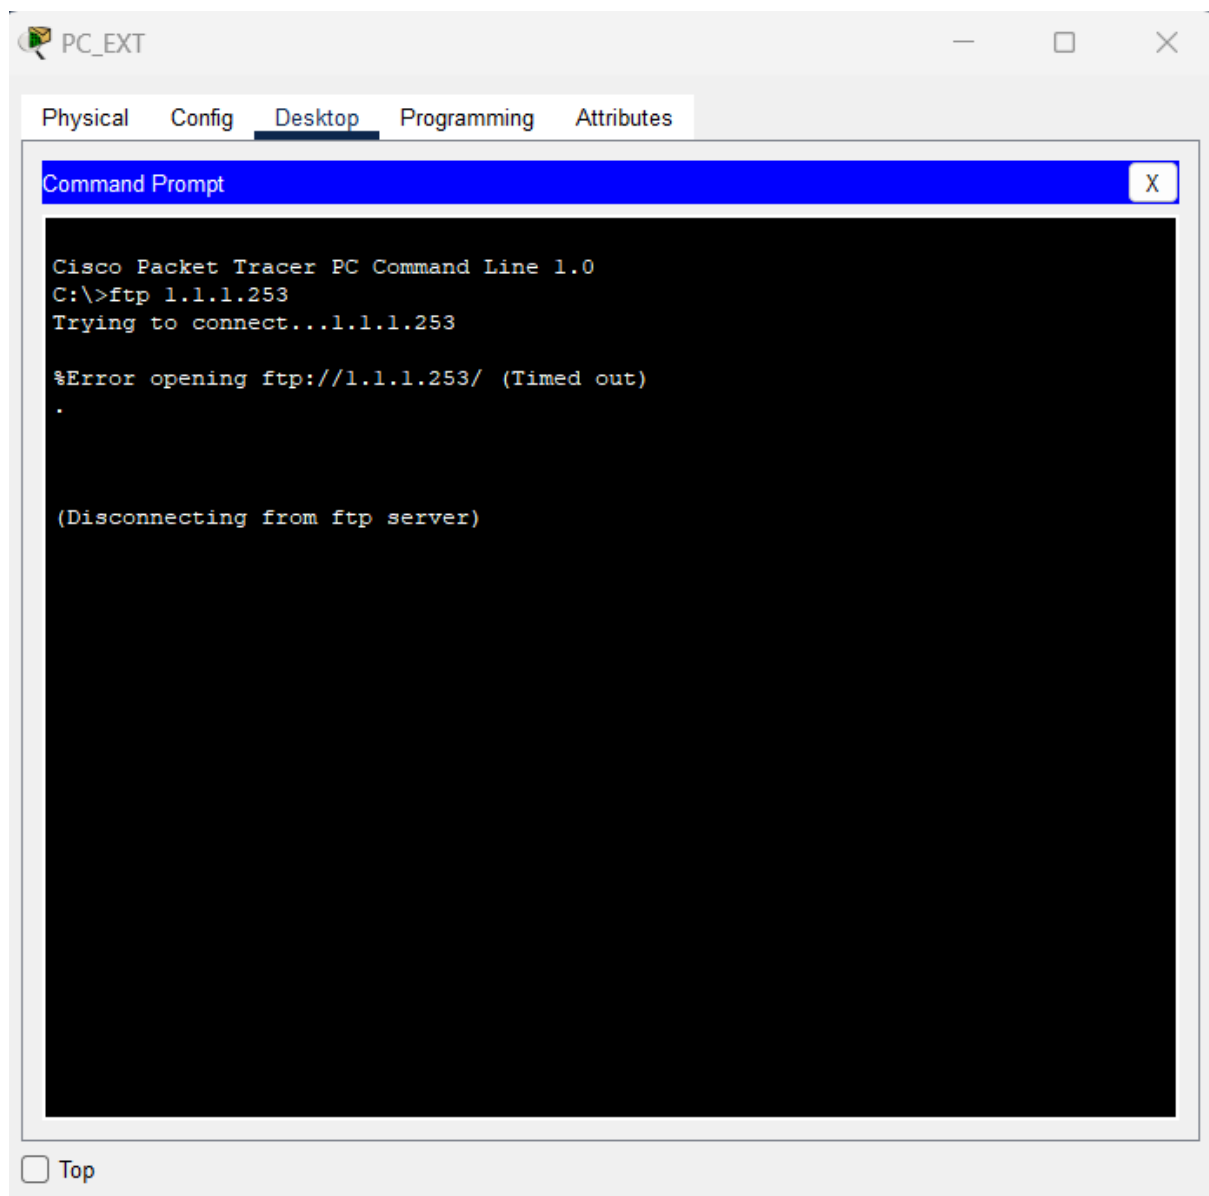 PC_EXT
Physical Config Desktop Programming Attributes
Command Prompt X
Cisco Packet Tracer PC Command Line 1.0
C:\>ftp 1.1.1.253
Trying to connect...1.1.1.253
%Error opening ftp://1.1.1.253/ (Timed out)
.
(Disconnecting from ftp server)
Top